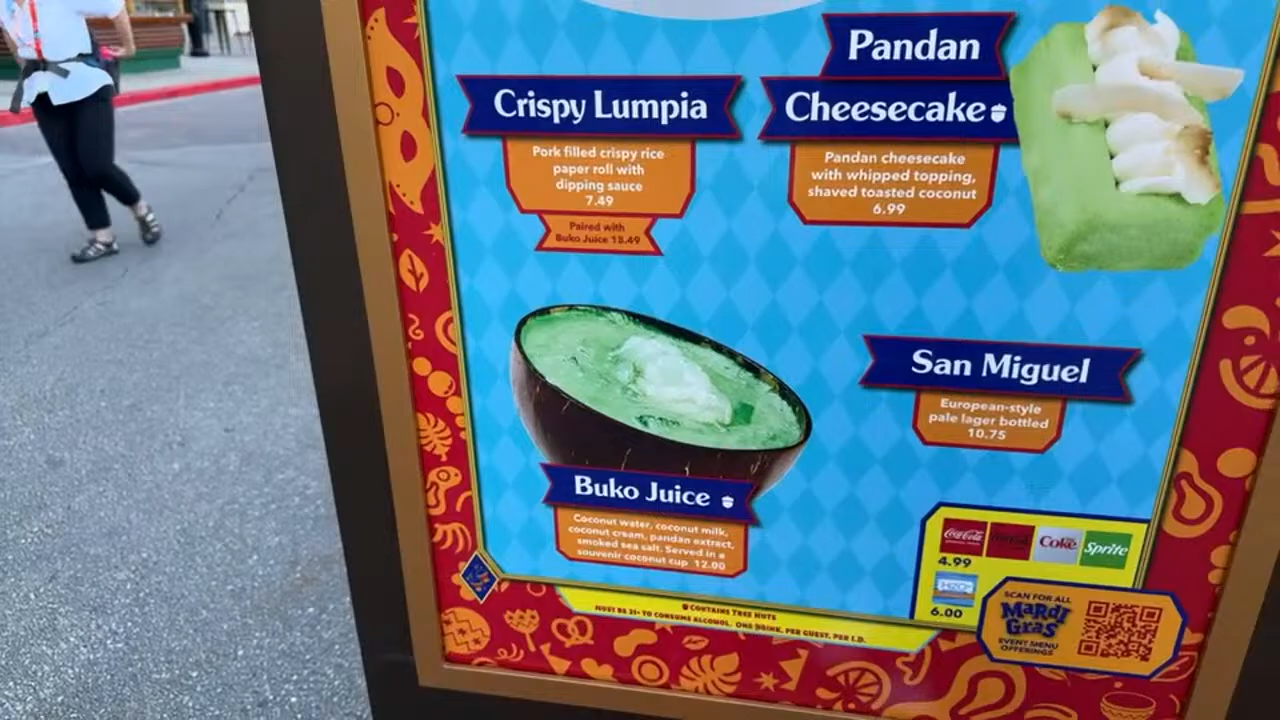 Crispy Lumpia
Pork filled crispy rice
paper roll with
dipping sauce
7.49
Paired with
Buko Juice 18.49
Pandan
Cheesecake
Pandan cheesecake
with whipped topping,
shaved toasted coconut
6.99
San Miguel
European-style
pale lager bottled
10.75
Buko Juice
Coconut water, coconut milk,
coconut cream, pandan extract,
smoked sea salt. Served in a
souvenir coconut cup 12.00
Coca-Cola
Coke
Sprite
4.99
6.00
CONTAINS TREE NUTS
MUST BE 21+ TO CONSUME ALCOHOL. ONE DRINK, PER GUEST, PER I.D.
SCAN FOR ALL
MARDI
GRAS
EVENT MENU
OFFERINGS